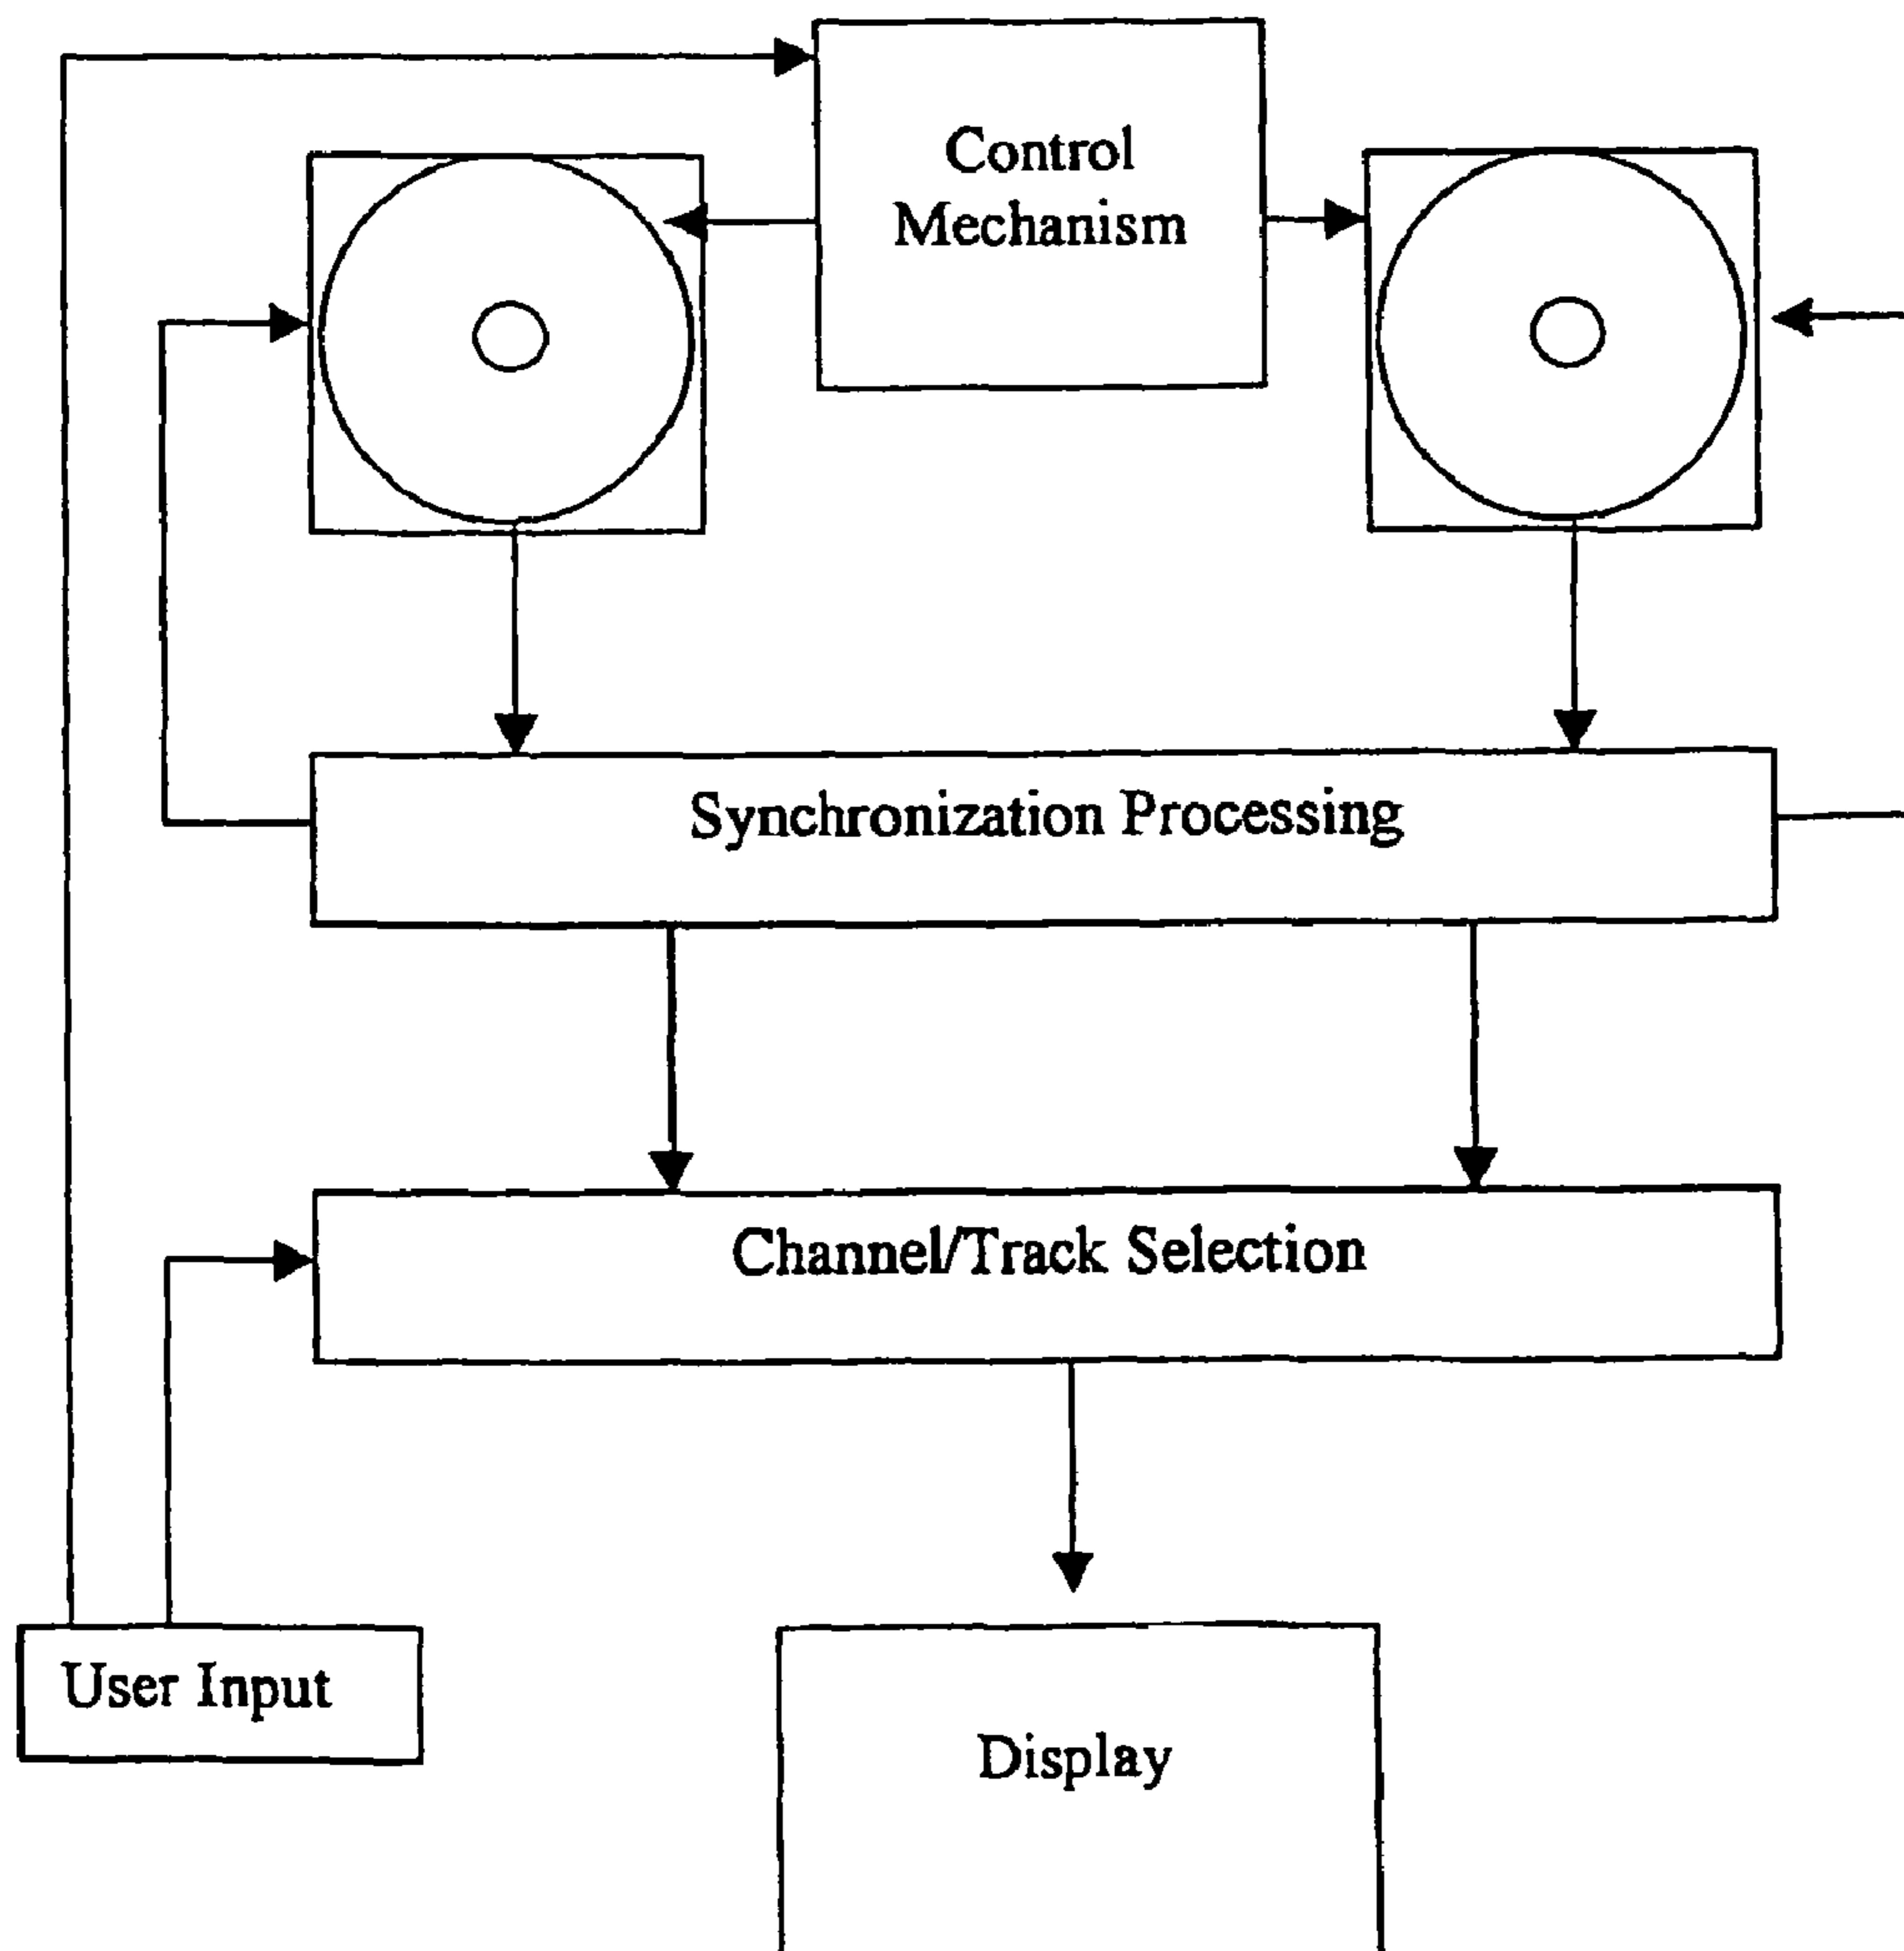 Control
Mechanism
Synchronization Processing
Channel/Track Selection
User Input
Display